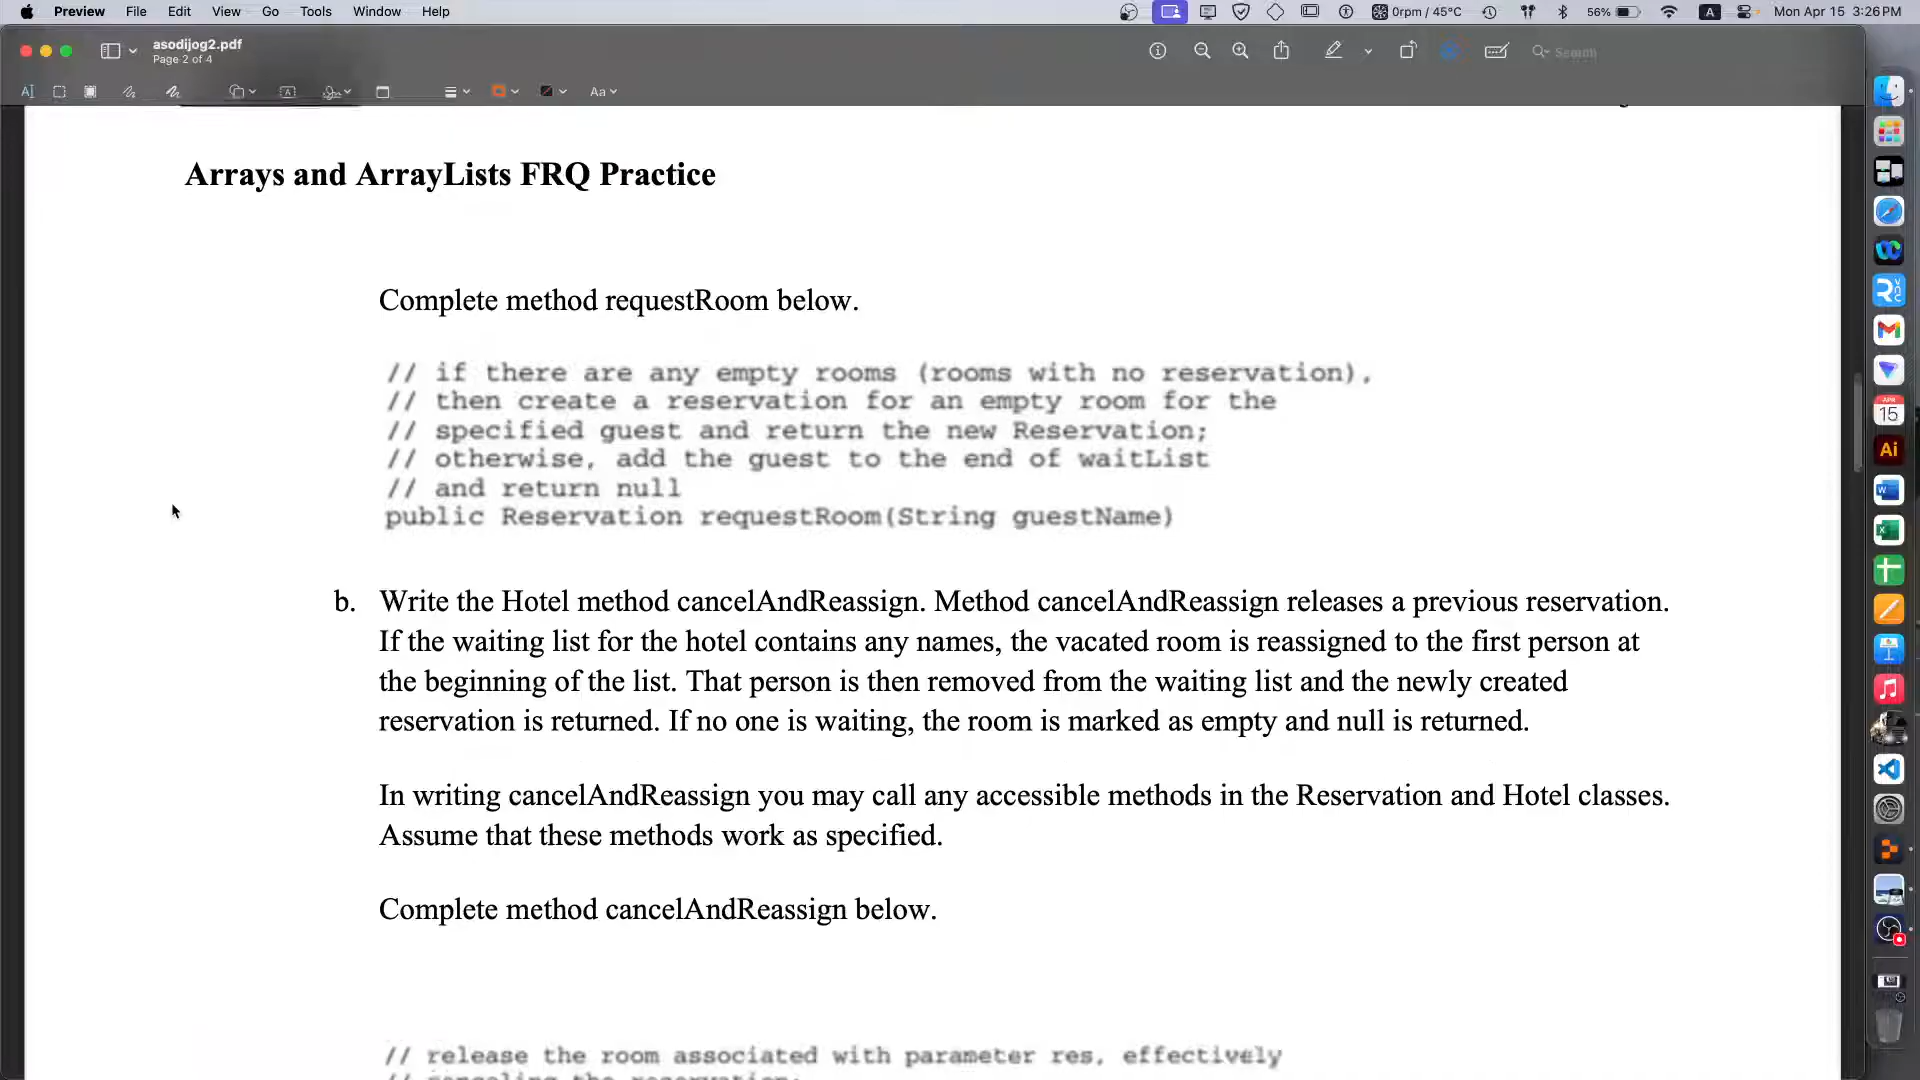 Preview File Edit View Go Tools Window Help
0rpm / 45°C 56% A Mon Apr 15 3:26 PM
asodijog2.pdf
Page 2 of 4
Search
Aa
Arrays and ArrayLists FRQ Practice
Complete method requestRoom below.
// if there are any empty rooms (rooms with no reservation),
// then create a reservation for an empty room for the
// specified guest and return the new Reservation;
// otherwise, add the guest to the end of waitList
// and return null
public Reservation requestRoom(String guestName)
b. Write the Hotel method cancelAndReassign. Method cancelAndReassign releases a previous reservation.
If the waiting list for the hotel contains any names, the vacated room is reassigned to the first person at
the beginning of the list. That person is then removed from the waiting list and the newly created
reservation is returned. If no one is waiting, the room is marked as empty and null is returned.
In writing cancelAndReassign you may call any accessible methods in the Reservation and Hotel classes.
Assume that these methods work as specified.
Complete method cancelAndReassign below.
// release the room associated with parameter res, effectively
APR
15
Ai